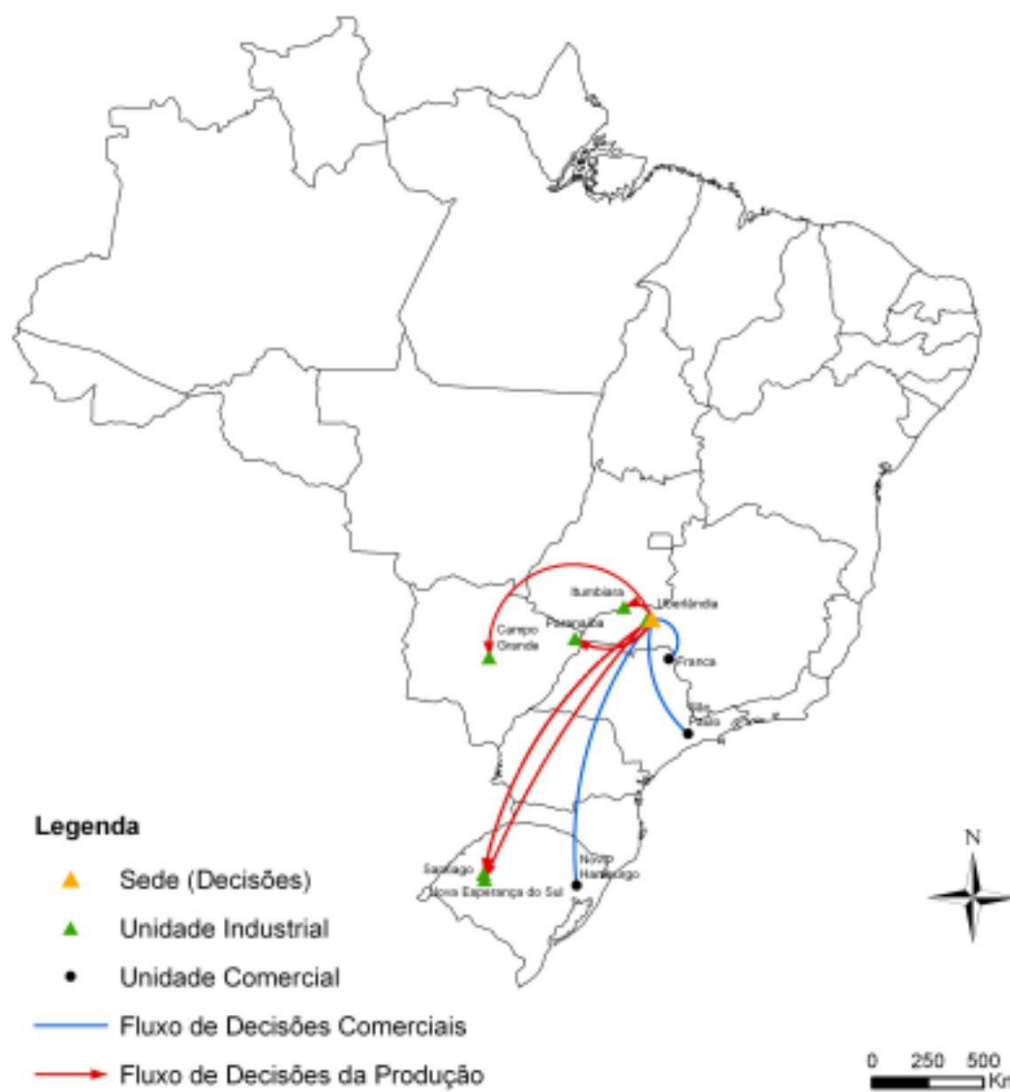 Itumbiara
Uberlândia
Paranaíba
Campo
Grande
Franca
São
Paulo
Santiago
Novo
Hamburgo
Nova Esperança do Sul
Legenda
Sede (Decisões)
Unidade Industrial
Unidade Comercial
Fluxo de Decisões Comerciais
Fluxo de Decisões da Produção
N
0 250 500
Km